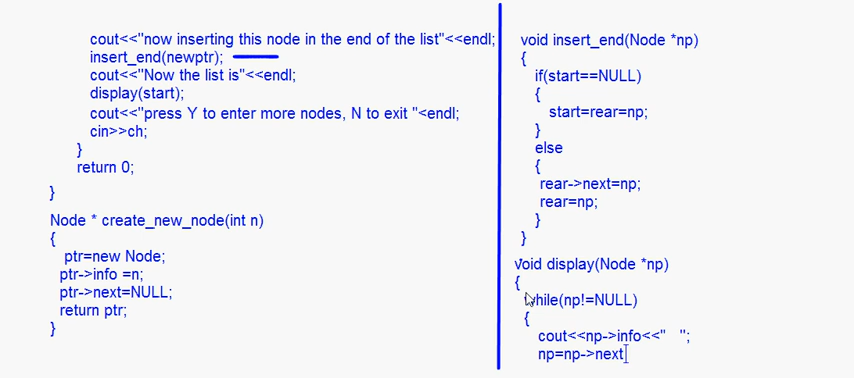 cout<<"now inserting this node in the end of the list"<<endl;
insert_end(newptr);
cout<<"Now the list is"<<endl;
display(start);
cout<<"press Y to enter more nodes, N to exit "<endl;
cin>>ch;
}
return 0;
}
Node * create_new_node(int n)
{
ptr=new Node;
ptr->info =n;
ptr->next=NULL;
return ptr;
}
void insert_end(Node *np)
{
if(start==NULL)
{
start=rear=np;
}
else
{
rear->next=np;
rear=np;
}
}
void display(Node *np)
{
while(np!=NULL)
{
cout<<np->info<<"   ";
np=np->next